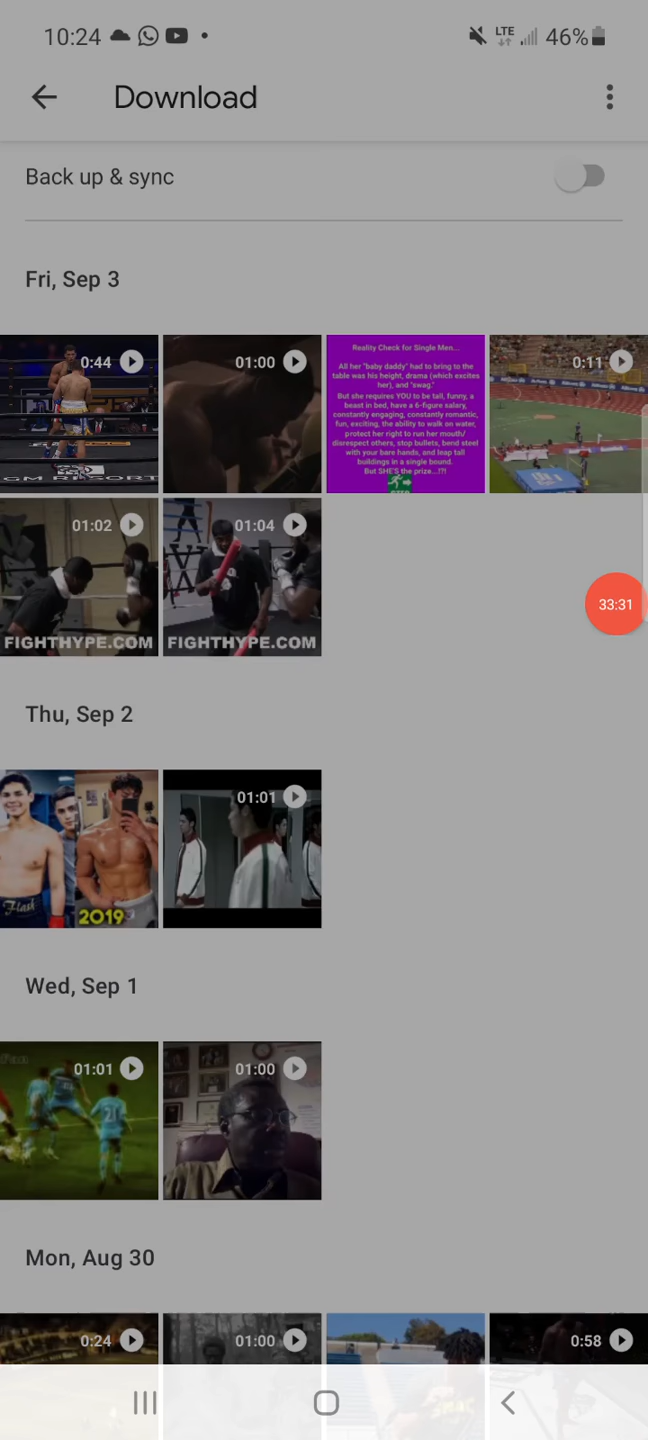 10:24
LTE
46%
Download
Back up & sync
Fri, Sep 3
0:44
01:00
0:11
GM RESORT
Reality Check for Single Men...
All her "baby daddy" had to bring to the
table was his height, drama (which excites
her), and "swag."
But she requires YOU to be tall, funny, a
beast in bed, have a 6-figure salary,
constantly engaging, constantly romantic,
fun, exciting, the ability to walk on water,
protect her right to run her mouth/
disrespect others, stop bullets, bend steel
with your bare hands, and leap tall
buildings in a single bound.
But SHE'S the prize...!?!
01:02
01:04
FIGHTHYPE.COM
FIGHTHYPE.COM
33:31
Thu, Sep 2
01:01
Flash
2019
Wed, Sep 1
01:01
01:00
21
Mon, Aug 30
0:24
01:00
0:58